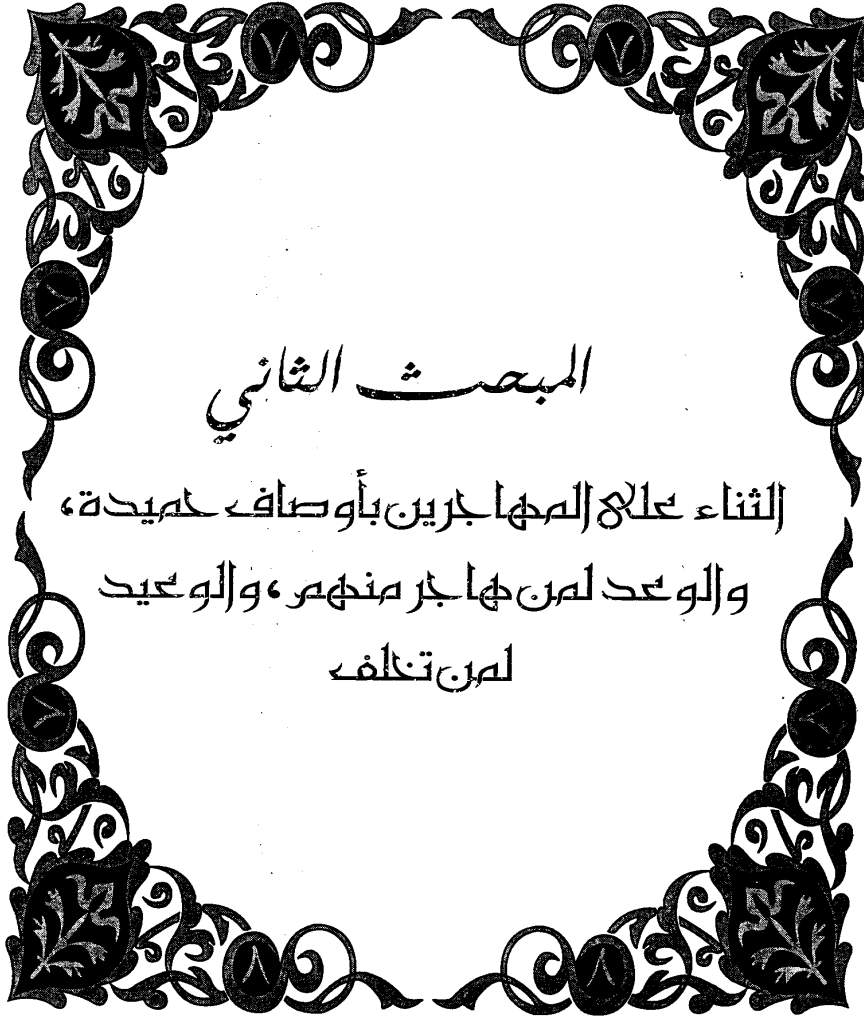 المبحث الثاني
الثناء على المهاجرين بأوصاف حميدة،
والوعد لمن هاجر منهم، والوعيد
لمن تخلف